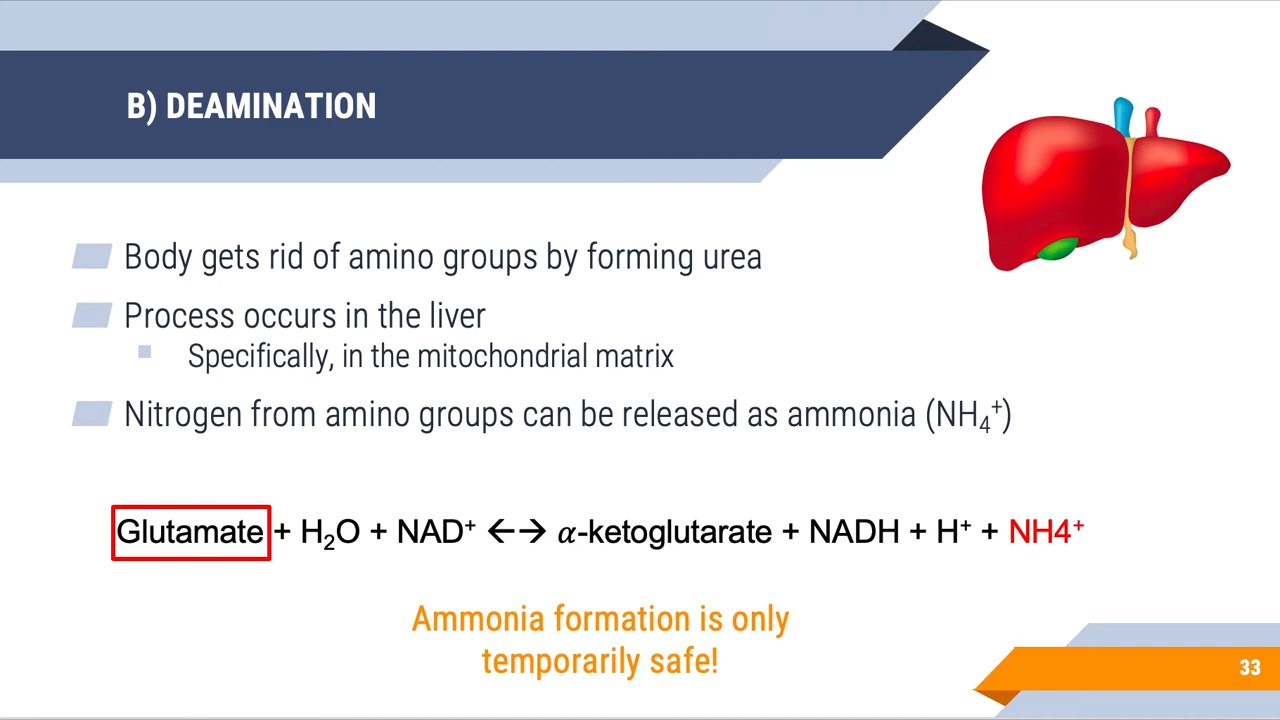 B) DEAMINATION
Body gets rid of amino groups by forming urea
Process occurs in the liver
Specifically, in the mitochondrial matrix
Nitrogen from amino groups can be released as ammonia (NH₄⁺)
Glutamate + H₂O + NAD⁺ ←→ α-ketoglutarate + NADH + H⁺ + NH4⁺
Ammonia formation is only
temporarily safe!
33